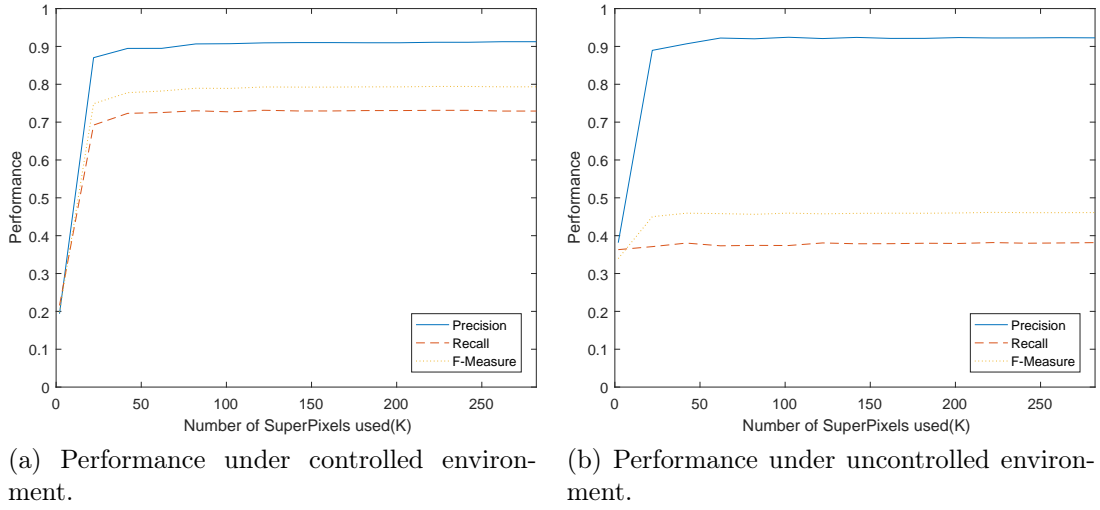 1
0.9
0.8
0.7
0.6
0.5
0.4
0.3
0.2
0.1
0
Performance
0 50 100 150 200 250
Number of SuperPixels used(K)
Precision
Recall
F-Measure
(a) Performance under controlled environ-
ment.
1
0.9
0.8
0.7
0.6
0.5
0.4
0.3
0.2
0.1
0
Performance
0 50 100 150 200 250
Number of SuperPixels used(K)
Precision
Recall
F-Measure
(b) Performance under uncontrolled environ-
ment.